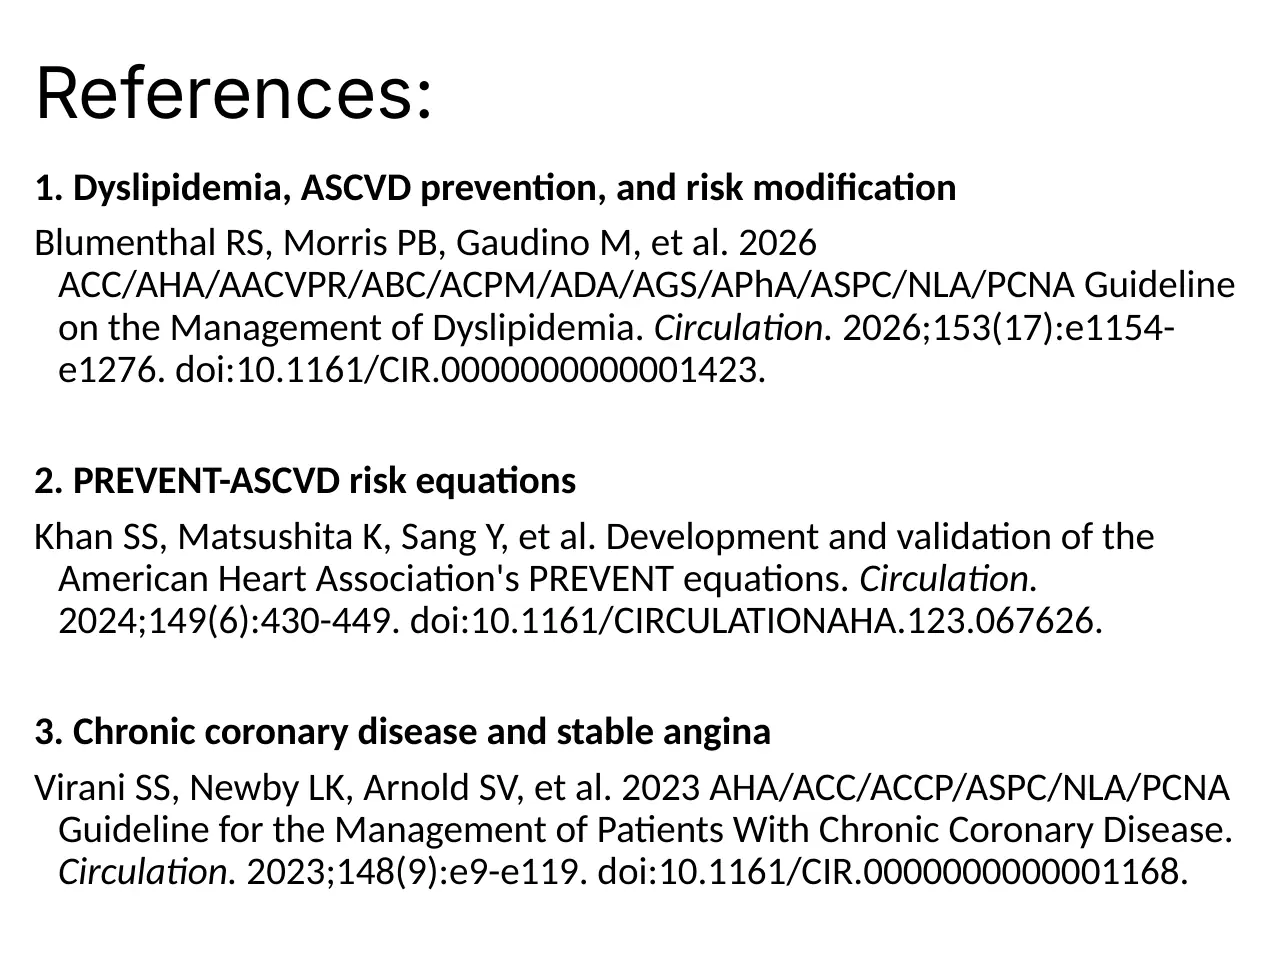 References:
1. Dyslipidemia, ASCVD prevention, and risk modification
Blumenthal RS, Morris PB, Gaudino M, et al. 2026
ACC/AHA/AACVPR/ABC/ACPM/ADA/AGS/APhA/ASPC/NLA/PCNA Guideline
on the Management of Dyslipidemia. Circulation. 2026;153(17):e1154-
e1276. doi:10.1161/CIR.0000000000001423.
2. PREVENT-ASCVD risk equations
Khan SS, Matsushita K, Sang Y, et al. Development and validation of the
American Heart Association's PREVENT equations. Circulation.
2024;149(6):430-449. doi:10.1161/CIRCULATIONAHA.123.067626.
3. Chronic coronary disease and stable angina
Virani SS, Newby LK, Arnold SV, et al. 2023 AHA/ACC/ACCP/ASPC/NLA/PCNA
Guideline for the Management of Patients With Chronic Coronary Disease.
Circulation. 2023;148(9):e9-e119. doi:10.1161/CIR.0000000000001168.